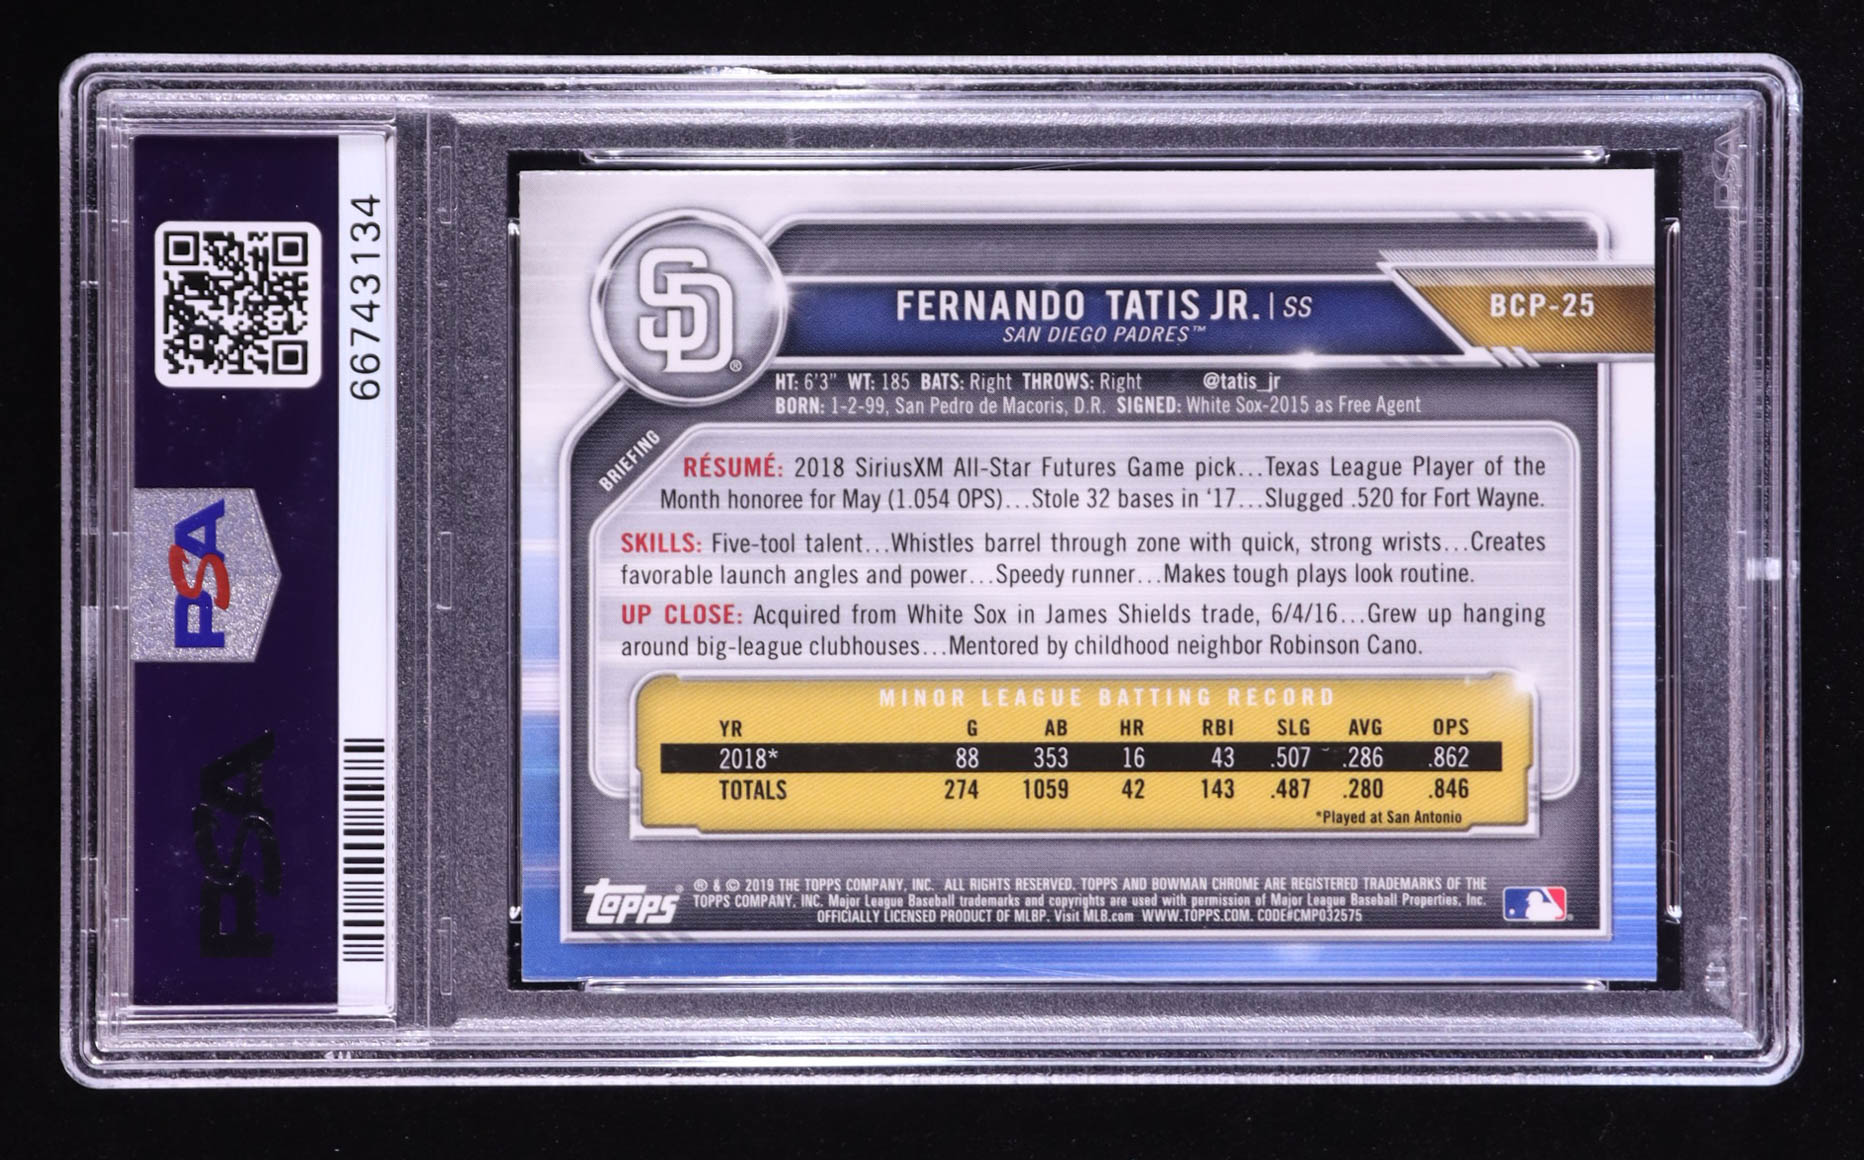 66743134
PSA
PSA
PSA
SD®
FERNANDO TATIS JR. | SS
SAN DIEGO PADRES™
BCP-25
HT: 6'3" WT: 185 BATS: Right THROWS: Right @tatis_jr
BORN: 1-2-99, San Pedro de Macoris, D.R. SIGNED: White Sox-2015 as Free Agent
BRIEFING
RÉSUMÉ: 2018 SiriusXM All-Star Futures Game pick...Texas League Player of the
Month honoree for May (1.054 OPS)...Stole 32 bases in '17...Slugged .520 for Fort Wayne.
SKILLS: Five-tool talent...Whistles barrel through zone with quick, strong wrists...Creates
favorable launch angles and power...Speedy runner...Makes tough plays look routine.
UP CLOSE: Acquired from White Sox in James Shields trade, 6/4/16...Grew up hanging
around big-league clubhouses...Mentored by childhood neighbor Robinson Cano.
MINOR LEAGUE BATTING RECORD
YR G AB HR RBI SLG AVG OPS
2018* 88 353 16 43 .507 .286 .862
TOTALS 274 1059 42 143 .487 .280 .846
*Played at San Antonio
topps®
® & © 2019 THE TOPPS COMPANY, INC. ALL RIGHTS RESERVED. TOPPS AND BOWMAN CHROME ARE REGISTERED TRADEMARKS OF THE
TOPPS COMPANY, INC. Major League Baseball trademarks and copyrights are used with permission of Major League Baseball Properties, Inc.
OFFICIALLY LICENSED PRODUCT OF MLBP. Visit MLB.com WWW.TOPPS.COM. CODE#CMP032575